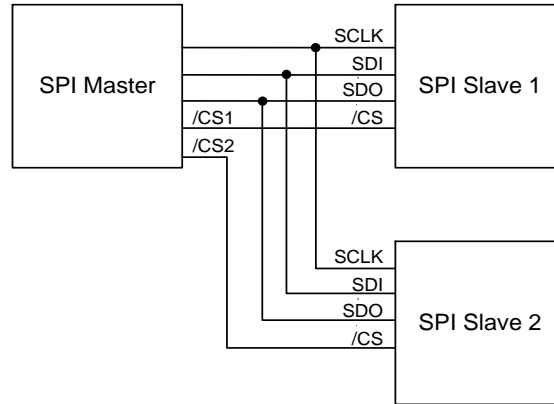 SPI Master
/CS1
/CS2
SCLK
SDI
SDO
/CS
SPI Slave 1
SCLK
SDI
SDO
/CS
SPI Slave 2